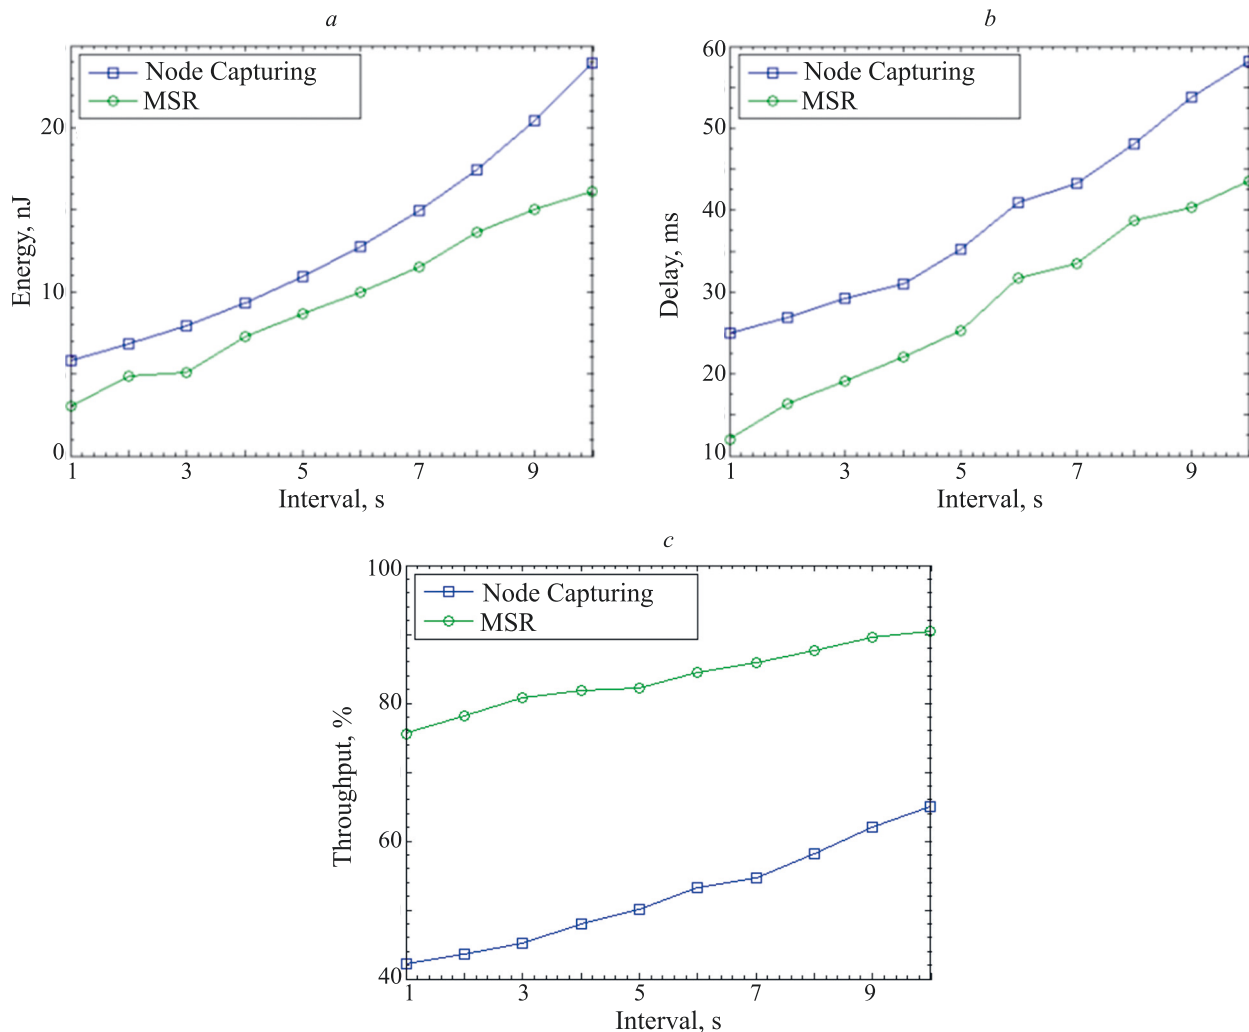 a
Node Capturing
MSR
20
10
0
Energy, nJ
1 3 5 7 9
Interval, s
b
Node Capturing
MSR
60
50
40
30
20
10
Delay, ms
1 3 5 7 9
Interval, s
c
Node Capturing
MSR
100
80
60
40
Throughput, %
1 3 5 7 9
Interval, s